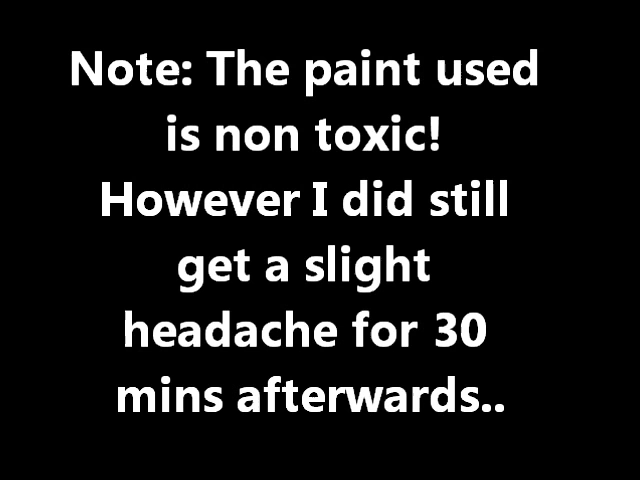 Note: The paint used
is non toxic!
However I did still
get a slight
headache for 30
mins afterwards..